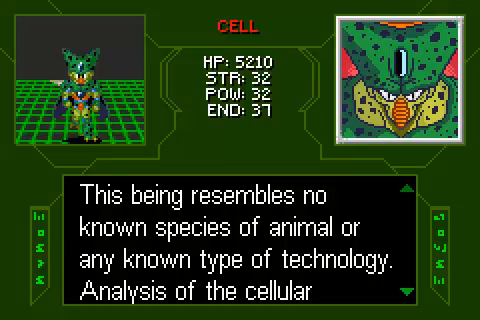 CELL
HP: 5210
STR: 32
POW: 32
END: 37
This being resembles no
known species of animal or
any known type of technology.
Analysis of the cellular